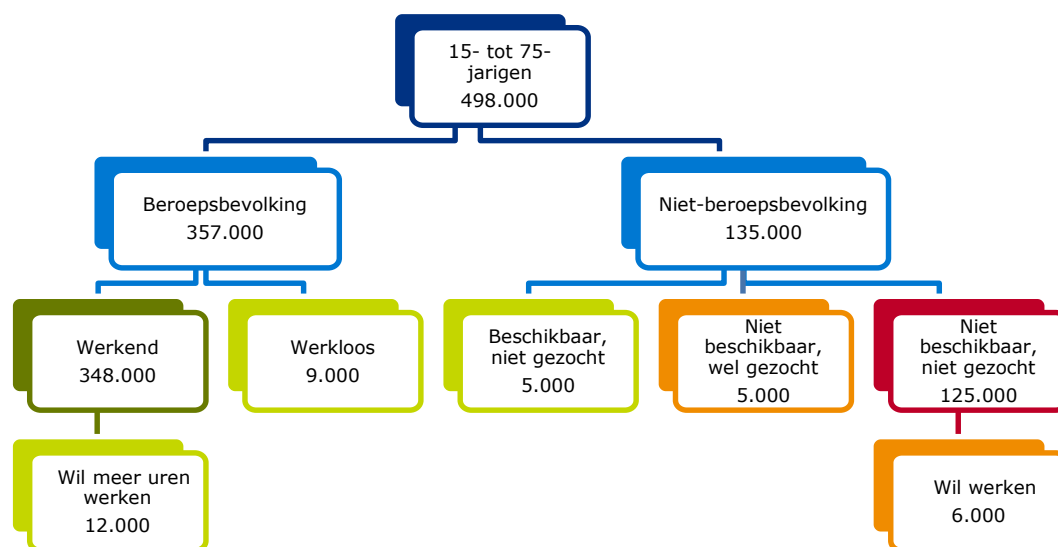 15- tot 75-
jarigen
498.000
Beroepsbevolking
357.000
Niet-beroepsbevolking
135.000
Werkend
348.000
Werkloos
9.000
Beschikbaar,
niet gezocht
5.000
Niet
beschikbaar,
wel gezocht
5.000
Niet
beschikbaar,
niet gezocht
125.000
Wil meer uren
werken
12.000
Wil werken
6.000